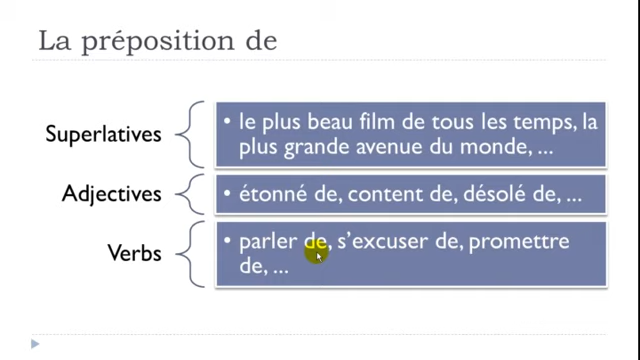 La préposition de
Superlatives
• le plus beau film de tous les temps, la
plus grande avenue du monde, ...
Adjectives
• étonné de, content de, désolé de, ...
Verbs
• parler de, s'excuser de, promettre
de, ...